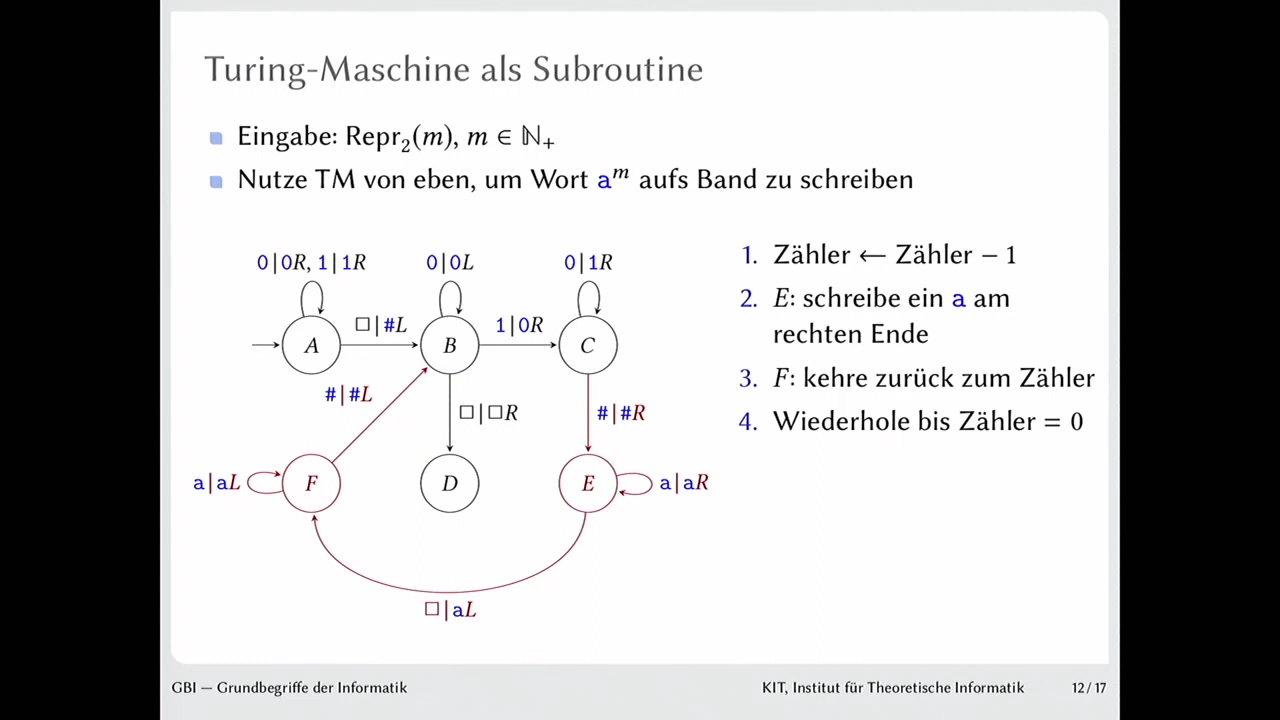 Turing-Maschine als Subroutine
Eingabe: Repr₂(m), m ∈ ℕ₊
Nutze TM von eben, um Wort aᵐ aufs Band zu schreiben
0|0R, 1|1R
0|0L
0|1R
□|#L
1|0R
A
B
C
#|#L
□|□R
#|#R
a|aL
F
D
E
a|aR
□|aL
1. Zähler ← Zähler − 1
2. E: schreibe ein a am
rechten Ende
3. F: kehre zurück zum Zähler
4. Wiederhole bis Zähler = 0
GBI — Grundbegriffe der Informatik
KIT, Institut für Theoretische Informatik
12/17